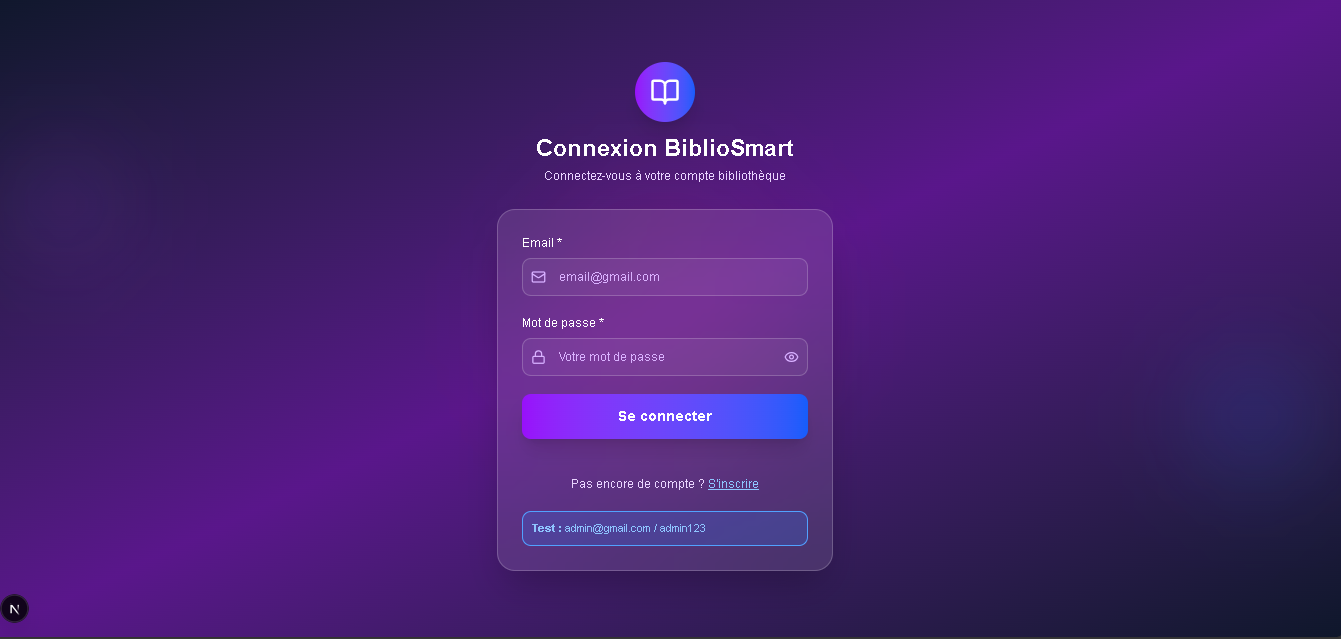 Connexion BiblioSmart
Connectez-vous à votre compte bibliothèque
Email *
email@gmail.com
Mot de passe *
Votre mot de passe
Se connecter
Pas encore de compte ? S'inscrire
Test : admin@gmail.com / admin123
N